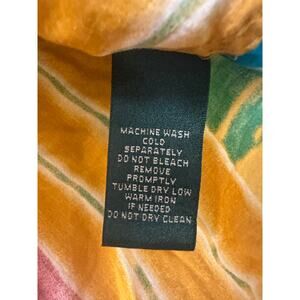 MACHINE WASH
COLD
SEPARATELY
DO NOT BLEACH
REMOVE
PROMPTLY
TUMBLE DRY LOW
WARM IRON
IF NEEDED
DO NOT DRY CLEAN